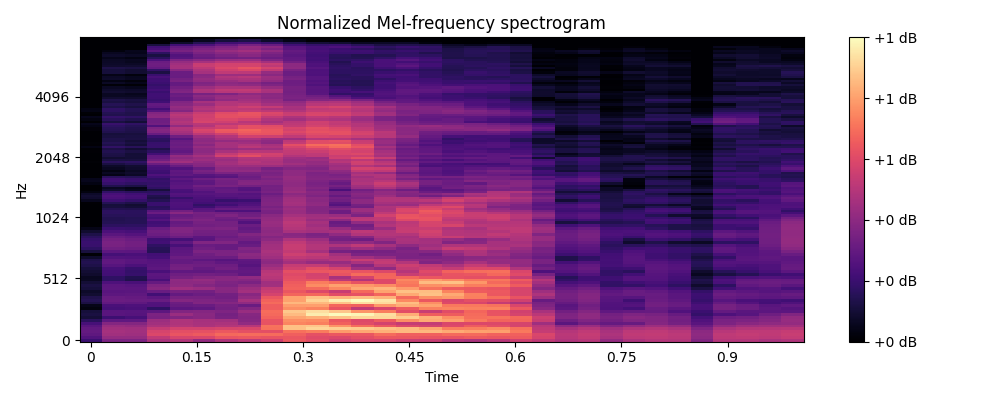 Normalized Mel-frequency spectrogram
Hz
4096
2048
1024
512
0
0 0.15 0.3 0.45 0.6 0.75 0.9
Time
+1 dB
+1 dB
+1 dB
+0 dB
+0 dB
+0 dB